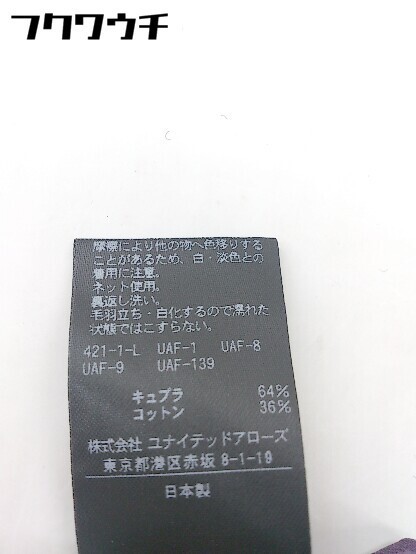 フクワウチ
摩擦により他の物へ色移りする
ことがあるため、白・淡色との
着用に注意。
ネット使用。
裏返し洗い。
毛羽立ち・白化するので濡れた
状態ではこすらない。
421-1-L UAF-1 UAF-8
UAF-9 UAF-139
キュプラ 64%
コットン 36%
株式会社 ユナイテッドアローズ
東京都港区赤坂 8-1-19
日本製